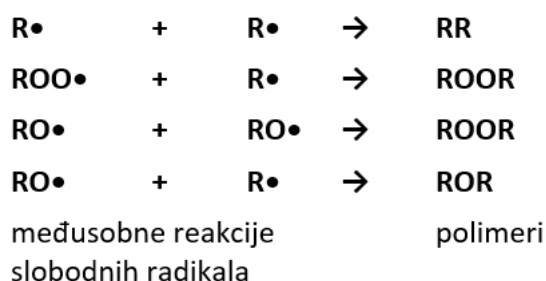 R• + R• → RR
ROO• + R• → ROOR
RO• + RO• → ROOR
RO• + R• → ROR
međusobne reakcije polimeri
slobodnih radikala